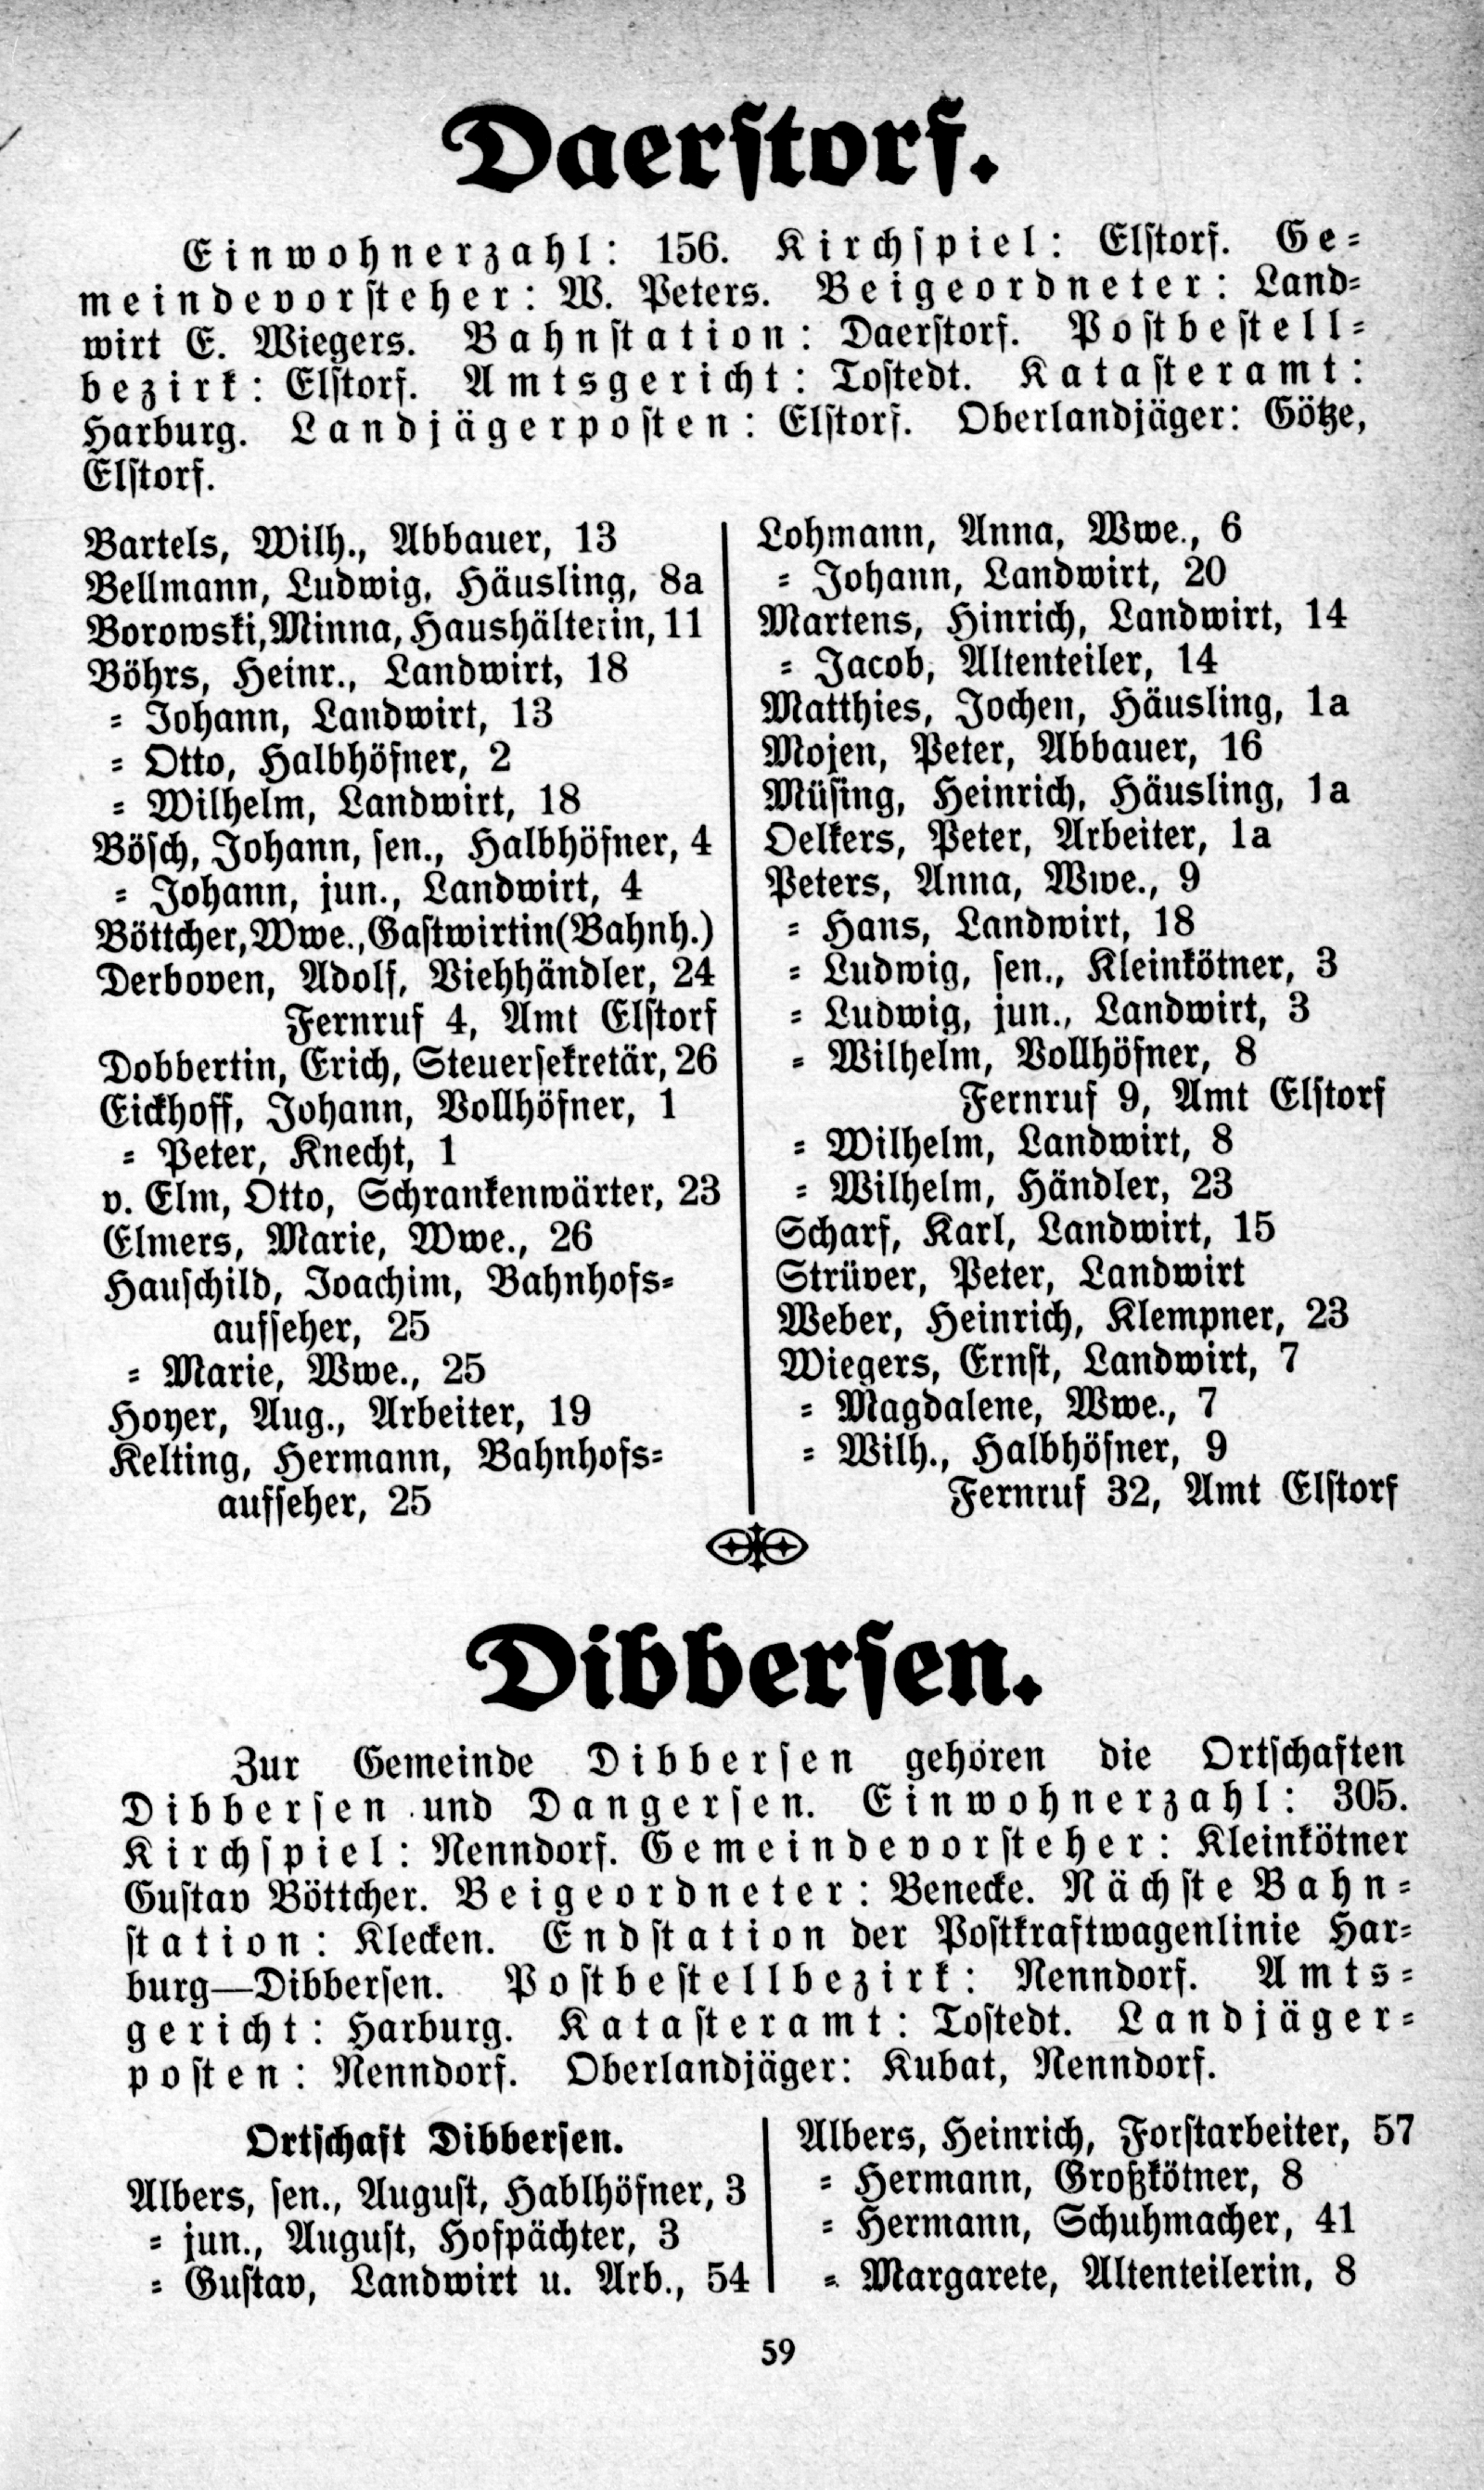 Daerstorf.
Einwohnerzahl: 156. Kirchspiel: Elstorf. Ge-
meindevorsteher: W. Peters. Beigeordneter: Land-
wirt E. Wiegers. Bahnstation: Daerstorf. Postbestell-
bezirk: Elstorf. Amtsgericht: Tostedt. Katasteramt:
Harburg. Landjägerposten: Elstorf. Oberlandjäger: Götze,
Elstorf.
Bartels, Wilh., Abbauer, 13
Bellmann, Ludwig, Häusling, 8a
Borowski, Minna, Haushälterin, 11
Böhrs, Heinr., Landwirt, 18
- Johann, Landwirt, 13
- Otto, Halbhöfner, 2
- Wilhelm, Landwirt, 18
Bösch, Johann, sen., Halbhöfner, 4
- Johann, jun., Landwirt, 4
Böttcher, Wwe., Gastwirtin (Bahnh.)
Derboven, Adolf, Viehhändler, 24
Fernruf 4, Amt Elstorf
Dobbertin, Erich, Steuersekretär, 26
Eickhoff, Johann, Vollhöfner, 1
- Peter, Knecht, 1
v. Elm, Otto, Schrankenwärter, 23
Elmers, Marie, Wwe., 26
Hauschild, Joachim, Bahnhofs-
aufseher, 25
- Marie, Wwe., 25
Hoyer, Aug., Arbeiter, 19
Kelting, Hermann, Bahnhofs-
aufseher, 25
Lohmann, Anna, Wwe., 6
- Johann, Landwirt, 20
Martens, Hinrich, Landwirt, 14
- Jacob, Altenteiler, 14
Matthies, Jochen, Häusling, 1a
Mojen, Peter, Abbauer, 16
Müsing, Heinrich, Häusling, 1a
Oelkers, Peter, Arbeiter, 1a
Peters, Anna, Wwe., 9
- Hans, Landwirt, 18
- Ludwig, sen., Kleinkötner, 3
- Ludwig, jun., Landwirt, 3
- Wilhelm, Vollhöfner, 8
Fernruf 9, Amt Elstorf
- Wilhelm, Landwirt, 8
- Wilhelm, Händler, 23
Scharf, Karl, Landwirt, 15
Strüver, Peter, Landwirt
Weber, Heinrich, Klempner, 23
Wiegers, Ernst, Landwirt, 7
- Magdalene, Wwe., 7
- Wilh., Halbhöfner, 9
Fernruf 32, Amt Elstorf
Dibbersen.
Zur Gemeinde Dibbersen gehören die Ortschaften
Dibbersen und Dangersen. Einwohnerzahl: 305.
Kirchspiel: Nenndorf. Gemeindevorsteher: Kleinkötner
Gustav Böttcher. Beigeordneter: Benecke. Nächste Bahn-
station: Klecken. Endstation der Postkraftwagenlinie Har-
burg—Dibbersen. Postbestellbezirk: Nenndorf. Amts-
gericht: Harburg. Katasteramt: Tostedt. Landjäger-
posten: Nenndorf. Oberlandjäger: Kubat, Nenndorf.
Ortschaft Dibbersen.
Albers, sen., August, Hablhöfner, 3
- jun., August, Hofpächter, 3
- Gustav, Landwirt u. Arb., 54
Albers, Heinrich, Forstarbeiter, 57
- Hermann, Großkötner, 8
- Hermann, Schuhmacher, 41
- Margarete, Altenteilerin, 8
59